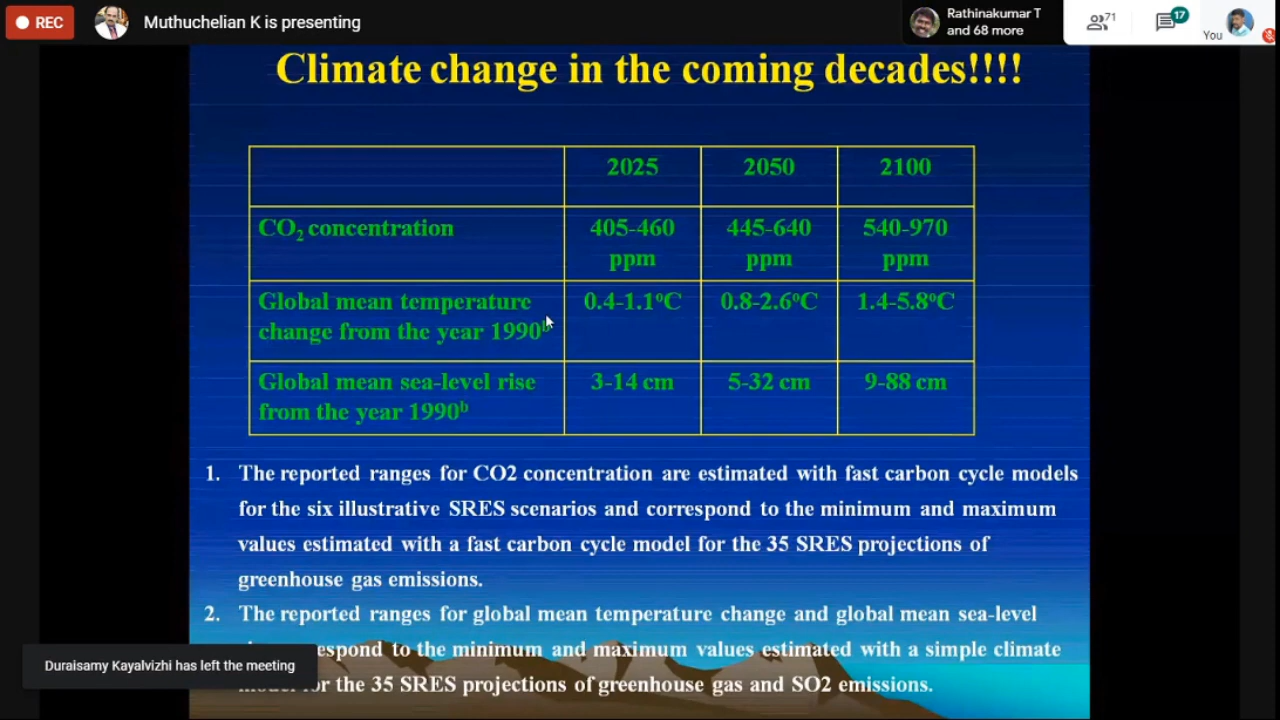 REC
Muthuchelian K is presenting
Rathinakumar T
and 68 more
71
17
You
Climate change in the coming decades!!!!
2025 2050 2100
CO2 concentration 405-460 ppm 445-640 ppm 540-970 ppm
Global mean temperature change from the year 1990b 0.4-1.1oC 0.8-2.6oC 1.4-5.8oC
Global mean sea-level rise from the year 1990b 3-14 cm 5-32 cm 9-88 cm
1. The reported ranges for CO2 concentration are estimated with fast carbon cycle models
for the six illustrative SRES scenarios and correspond to the minimum and maximum
values estimated with a fast carbon cycle model for the 35 SRES projections of
greenhouse gas emissions.
2. The reported ranges for global mean temperature change and global mean sea-level
espond to the minimum and maximum values estimated with a simple climate
for the 35 SRES projections of greenhouse gas and SO2 emissions.
Duraisamy Kayalvizhi has left the meeting